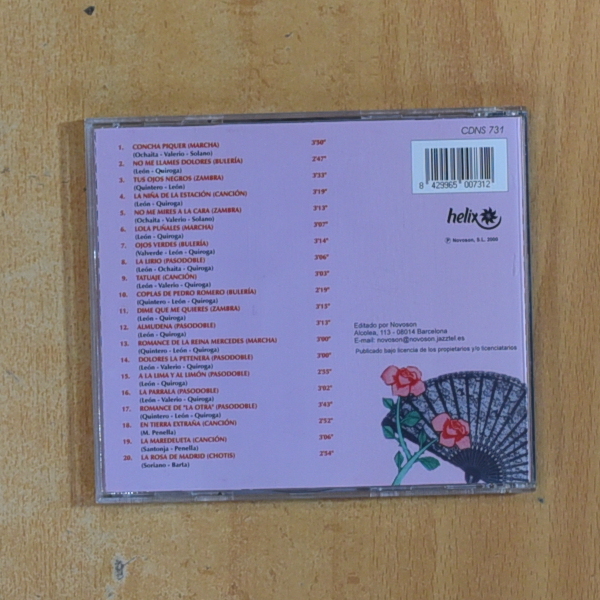 CDNS 731
1. CONCHA PIQUER (MARCHA) 3'50"
(Ochaita - Valerio - Solano)
2. NO ME LLAMES DOLORES (BULERÍA) 2'47"
(León - Quiroga)
3. TUS OJOS NEGROS (ZAMBRA) 3'33"
(Quintero - León)
4. LA NIÑA DE LA ESTACIÓN (CANCIÓN) 3'19"
(León - Quiroga)
5. NO ME MIRES A LA CARA (ZAMBRA) 3'13"
(Ochaita - Valerio - Solano)
6. LOLA PUÑALES (MARCHA) 3'07"
(León - Quiroga)
7. OJOS VERDES (BULERÍA) 3'14"
(Valverde - León - Quiroga)
8. LA LIRIO (PASODOBLE) 3'06"
(León - Ochaita - Quiroga)
9. TATUAJE (CANCIÓN) 3'03"
(León - Valerio - Quiroga)
10. COPLAS DE PEDRO ROMERO (BULERÍA) 2'19"
(Quintero - León - Quiroga)
11. DIME QUE ME QUIERES (ZAMBRA) 3'15"
(León - Quiroga)
12. ALMUDENA (PASODOBLE) 3'13"
(León - Quiroga)
13. ROMANCE DE LA REINA MERCEDES (MARCHA) 3'00"
(Quintero - León - Quiroga)
14. DOLORES LA PETENERA (PASODOBLE) 3'00"
(León - Valerio - Quiroga)
15. A LA LIMA Y AL LIMÓN (PASODOBLE) 2'55"
(León - Quiroga)
16. LA PARRALA (PASODOBLE) 3'02"
(León - Valerio - Quiroga)
17. ROMANCE DE "LA OTRA" (PASODOBLE) 3'43"
(Quintero - León - Quiroga)
18. EN TIERRA EXTRAÑA (CANCIÓN) 2'52"
(M. Penella)
19. LA MAREDEUETA (CANCIÓN) 3'06"
(Santonja - Penella)
20. LA ROSA DE MADRID (CHOTIS) 2'54"
(Soriano - Barta)
8 429965 007312
helix
℗ Novoson, S.L. 2000
Editado por Novoson
Alcolea, 113 - 08014 Barcelona
E-mail: novoson@novoson.jazztel.es
Publicado bajo licencia de los propietarios y/o licenciatarios